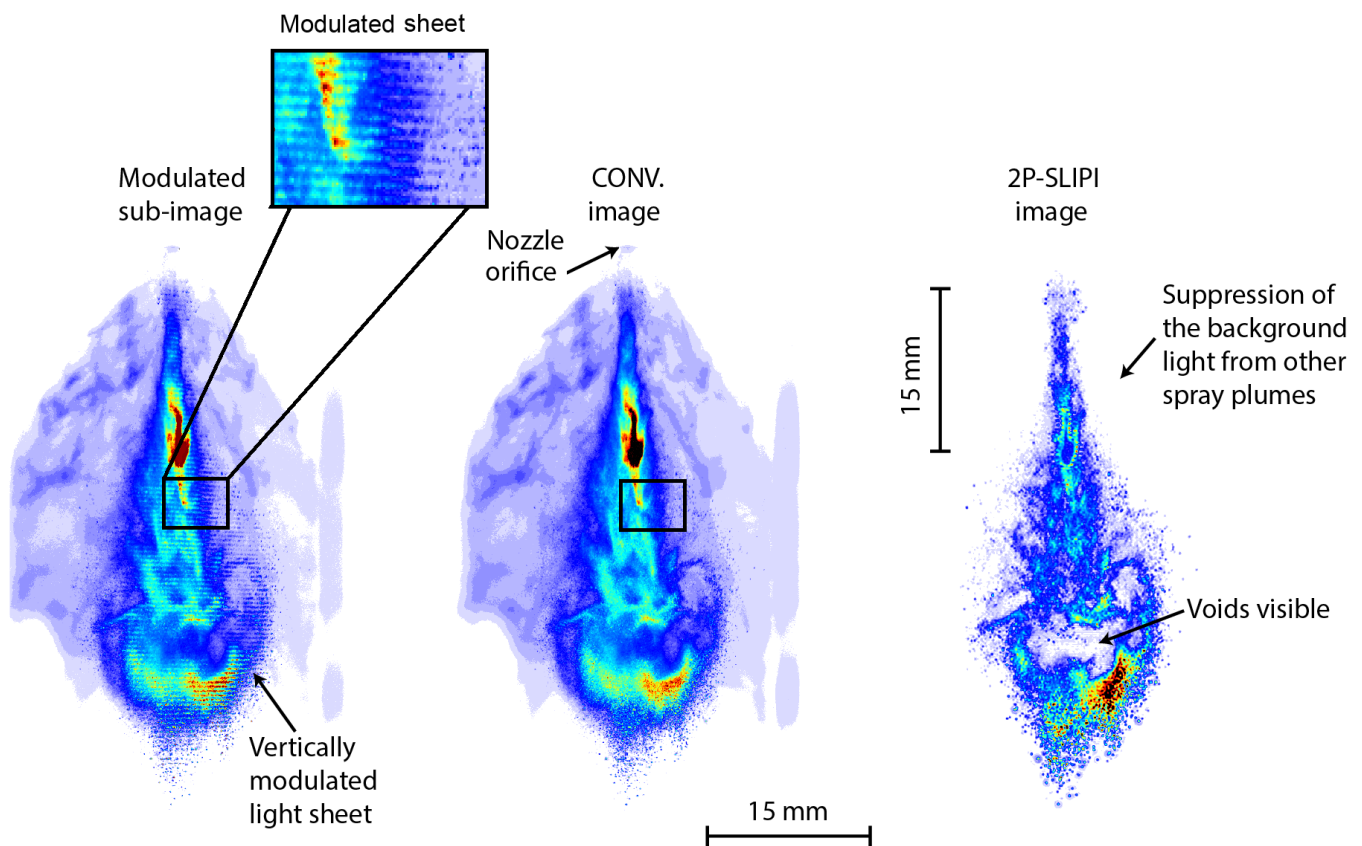 Modulated sheet
Modulated
sub-image
CONV.
image
2P-SLIPI
image
Nozzle
orifice
15 mm
Suppression of
the background
light from other
spray plumes
Voids visible
Vertically
modulated
light sheet
15 mm